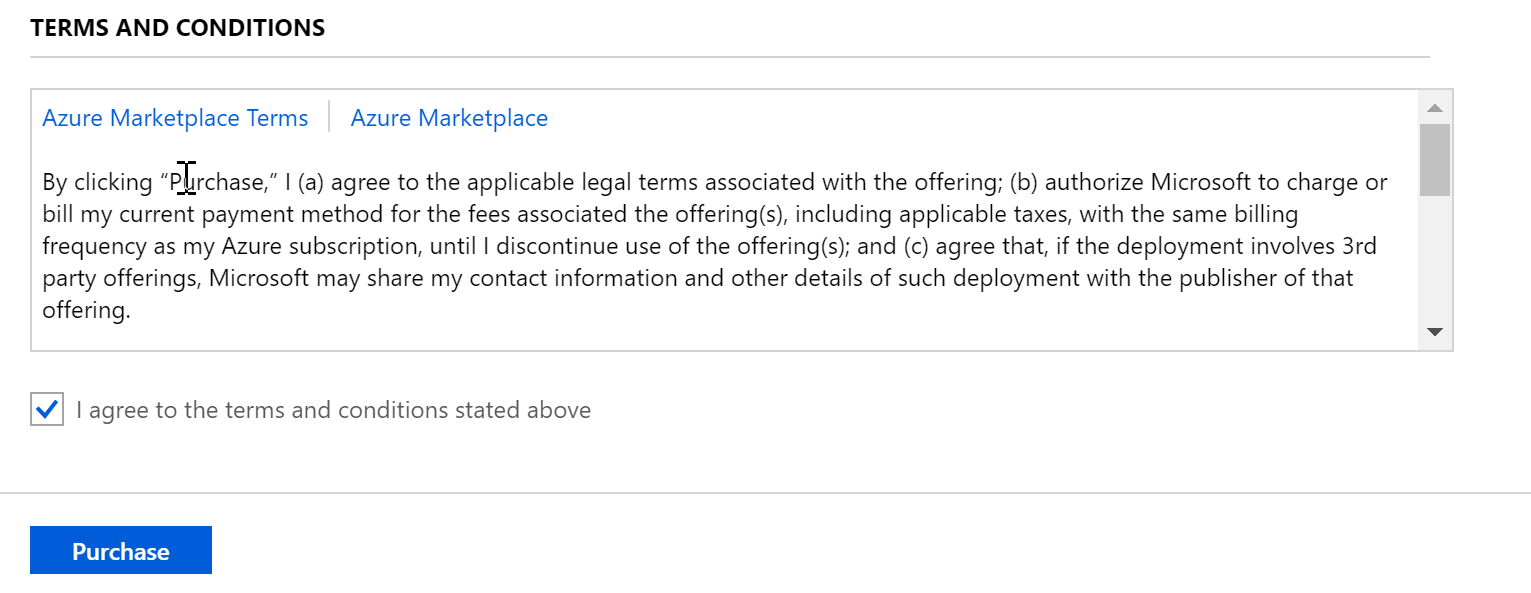 TERMS AND CONDITIONS
Azure Marketplace Terms Azure Marketplace
By clicking “Purchase,” I (a) agree to the applicable legal terms associated with the offering; (b) authorize Microsoft to charge or
bill my current payment method for the fees associated the offering(s), including applicable taxes, with the same billing
frequency as my Azure subscription, until I discontinue use of the offering(s); and (c) agree that, if the deployment involves 3rd
party offerings, Microsoft may share my contact information and other details of such deployment with the publisher of that
offering.
I agree to the terms and conditions stated above
Purchase